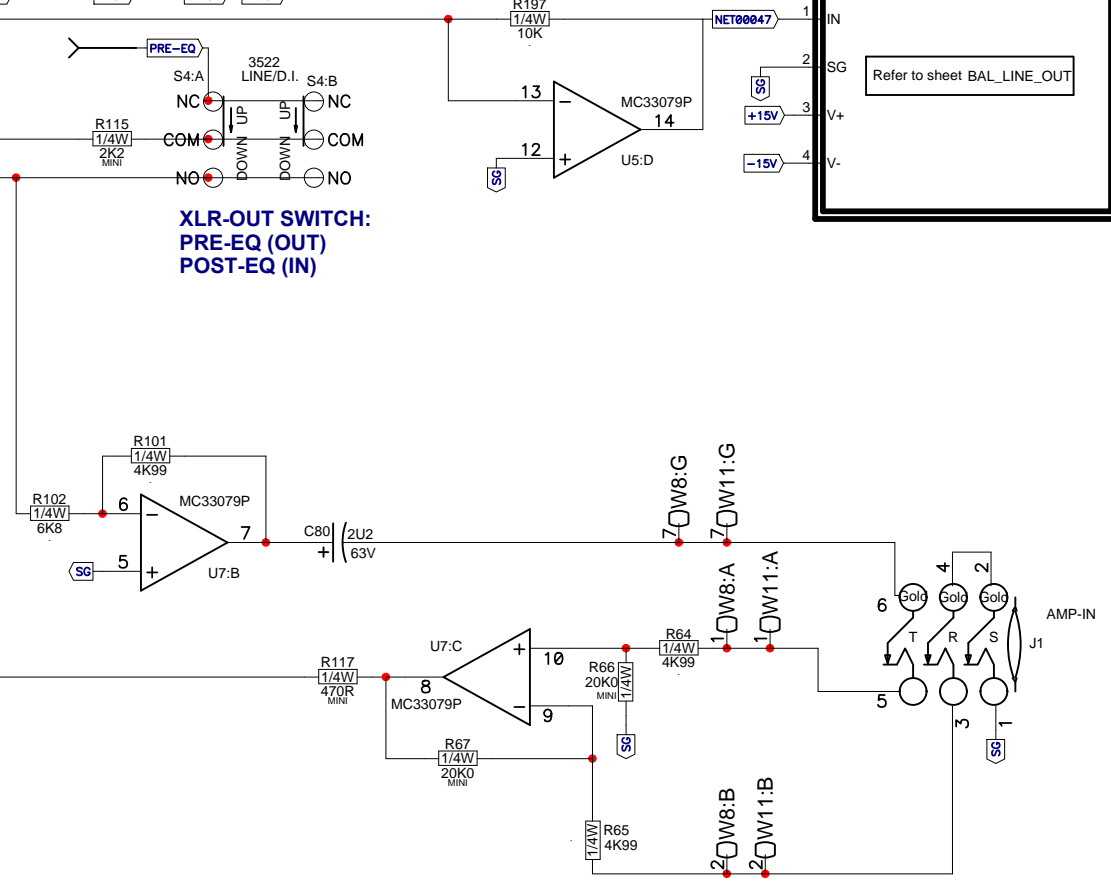 R197
1/4W
10K
NET00047
1
IN
PRE-EQ
2
SG
SG
Refer to sheet BAL_LINE_OUT
+15V
3
V+
-15V
4
V-
S4:A
3522
LINE/D.I.
S4:B
NC
NC
UP
UP
R115
1/4W
2K2
MINI
COM
COM
DOWN
DOWN
NO
NO
13
MC33079P
14
12
U5:D
SG
XLR-OUT SWITCH:
PRE-EQ (OUT)
POST-EQ (IN)
R101
1/4W
4K99
R102
1/4W
6K8
6
MC33079P
7
5
SG
U7:B
C80
2U2
+
63V
W8:G
7
W11:G
7
W8:A
1
W11:A
1
4
2
6
Gold
Gold
Gold
AMP-IN
T
R
S
J1
5
3
1
SG
U7:C
10
R64
1/4W
4K99
R66
20K0
MINI
1/4W
SG
R117
1/4W
470R
MINI
8
MC33079P
9
R67
1/4W
20K0
MINI
R65
4K99
1/4W
W8:B
2
W11:B
2